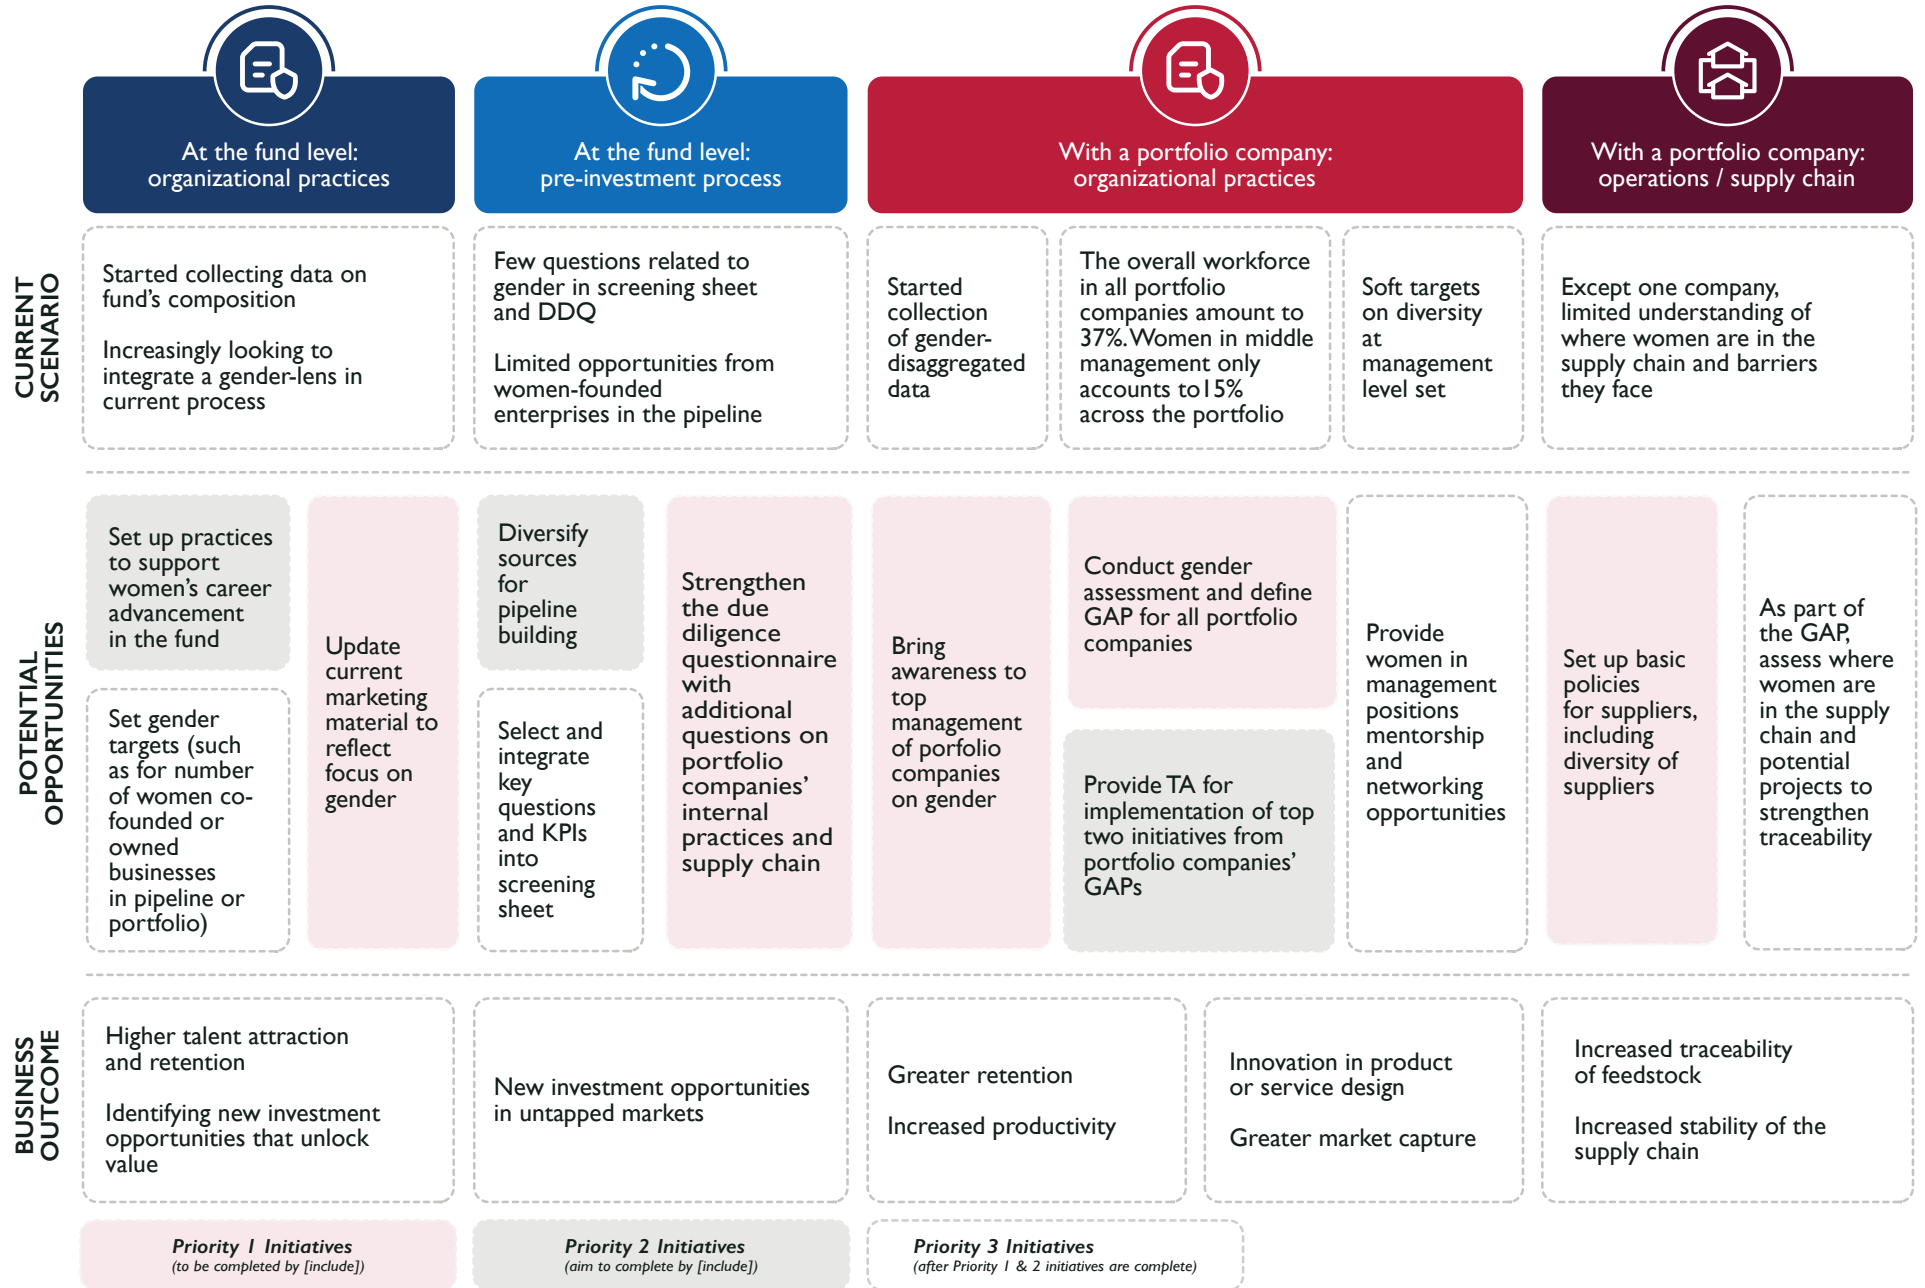 At the fund level:
organizational practices
At the fund level:
pre-investment process
With a portfolio company:
organizational practices
With a portfolio company:
operations / supply chain
CURRENT
SCENARIO
Started collecting data on
fund's composition
Increasingly looking to
integrate a gender-lens in
current process
Few questions related to
gender in screening sheet
and DDQ
Limited opportunities from
women-founded
enterprises in the pipeline
Started
collection
of gender-
disaggregated
data
The overall workforce
in all portfolio
companies amount to
37%. Women in middle
management only
accounts to15%
across the portfolio
Soft targets
on diversity
at
management
level set
Except one company,
limited understanding of
where women are in the
supply chain and barriers
they face
POTENTIAL
OPPORTUNITIES
Set up practices
to support
women's career
advancement
in the fund
Set gender
targets (such
as for number
of women co-
founded or
owned
businesses
in pipeline or
portfolio)
Update
current
marketing
material to
reflect
focus on
gender
Diversify
sources
for
pipeline
building
Select and
integrate
key
questions
and KPIs
into
screening
sheet
Strengthen
the due
diligence
questionnaire
with
additional
questions on
portfolio
companies'
internal
practices and
supply chain
Bring
awareness to
top
management
of porfolio
companies
on gender
Conduct gender
assessment and define
GAP for all portfolio
companies
Provide TA for
implementation of top
two initiatives from
portfolio companies'
GAPs
Provide
women in
management
positions
mentorship
and
networking
opportunities
Set up basic
policies
for suppliers,
including
diversity of
suppliers
As part of
the GAP,
assess where
women are
in the supply
chain and
potential
projects to
strengthen
traceability
BUSINESS
OUTCOME
Higher talent attraction
and retention
Identifying new investment
opportunities that unlock
value
New investment opportunities
in untapped markets
Greater retention
Increased productivity
Innovation in product
or service design
Greater market capture
Increased traceability
of feedstock
Increased stability of the
supply chain
Priority 1 Initiatives
(to be completed by [include])
Priority 2 Initiatives
(aim to complete by [include])
Priority 3 Initiatives
(after Priority 1 & 2 initiatives are complete)